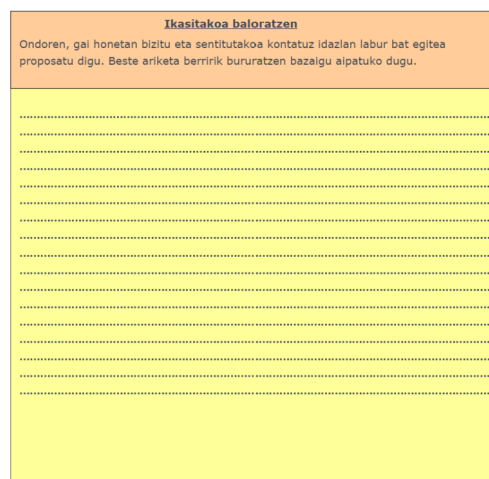 Ikasitakoa baloratzen
Ondoren, gai honetan bizitu eta sentitutakoa kontatuz idazlan labur bat egitea
proposatu digu. Beste ariketa berririk bururatzen bazaigu aipatuko dugu.